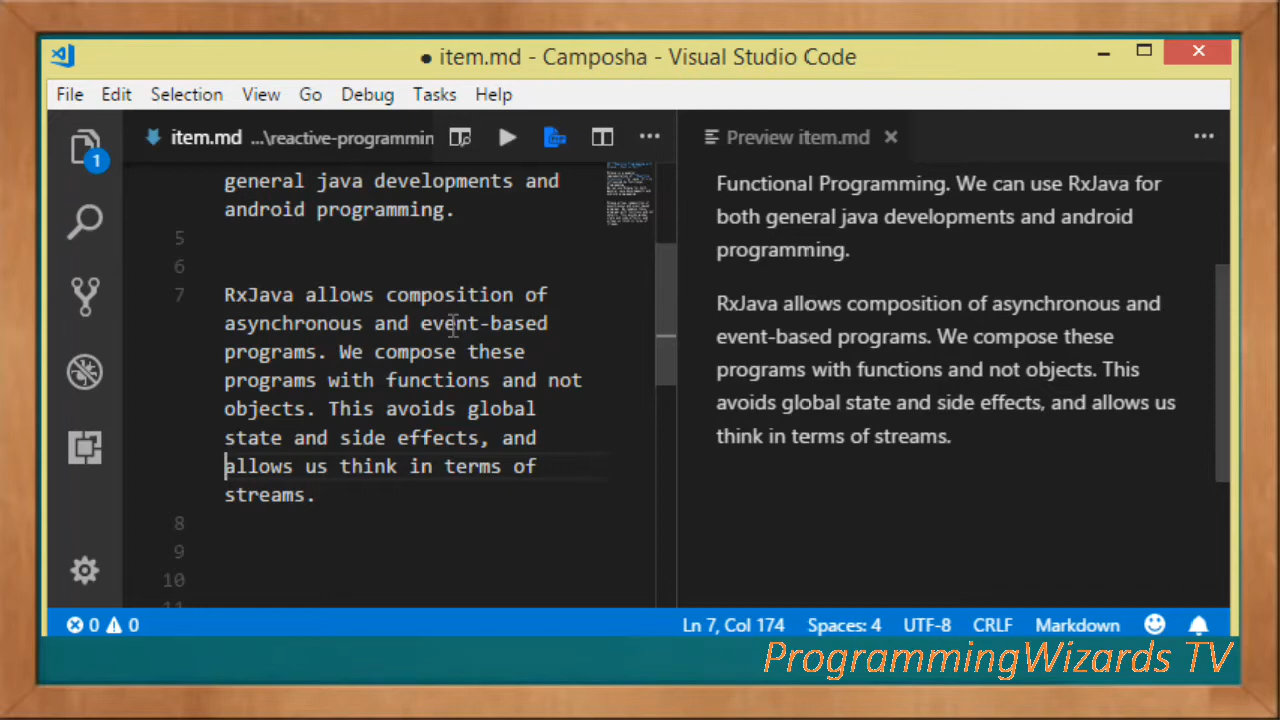 ● item.md - Camposha - Visual Studio Code
File Edit Selection View Go Debug Tasks Help
1
item.md ...\reactive-programmin
general java developments and
android programming.
5
6
7 RxJava allows composition of
asynchronous and event-based
programs. We compose these
programs with functions and not
objects. This avoids global
state and side effects, and
allows us think in terms of
streams.
8
9
10
Preview item.md
Functional Programming. We can use RxJava for
both general java developments and android
programming.
RxJava allows composition of asynchronous and
event-based programs. We compose these
programs with functions and not objects. This
avoids global state and side effects, and allows us
think in terms of streams.
0 0 Ln 7, Col 174 Spaces: 4 UTF-8 CRLF Markdown
ProgrammingWizards TV